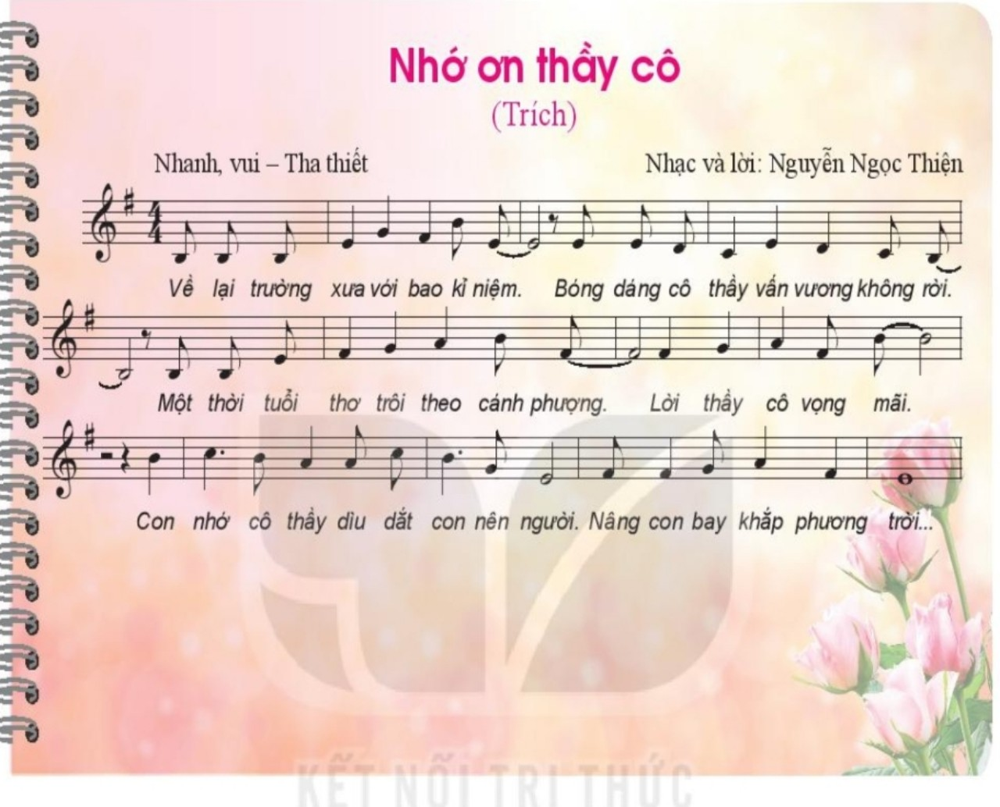 Nhớ ơn thầy cô
(Trích)
Nhanh, vui – Tha thiết
Nhạc và lời: Nguyễn Ngọc Thiện
4
4
Về lại trường xưa với bao kỉ niệm. Bóng dáng cô thầy vấn vương không rời.
Một thời tuổi thơ trôi theo cánh phượng. Lời thầy cô vọng mãi.
Con nhớ cô thầy dìu dắt con nên người. Nâng con bay khắp phương trời...
KẾT NỐI TRI THỨC